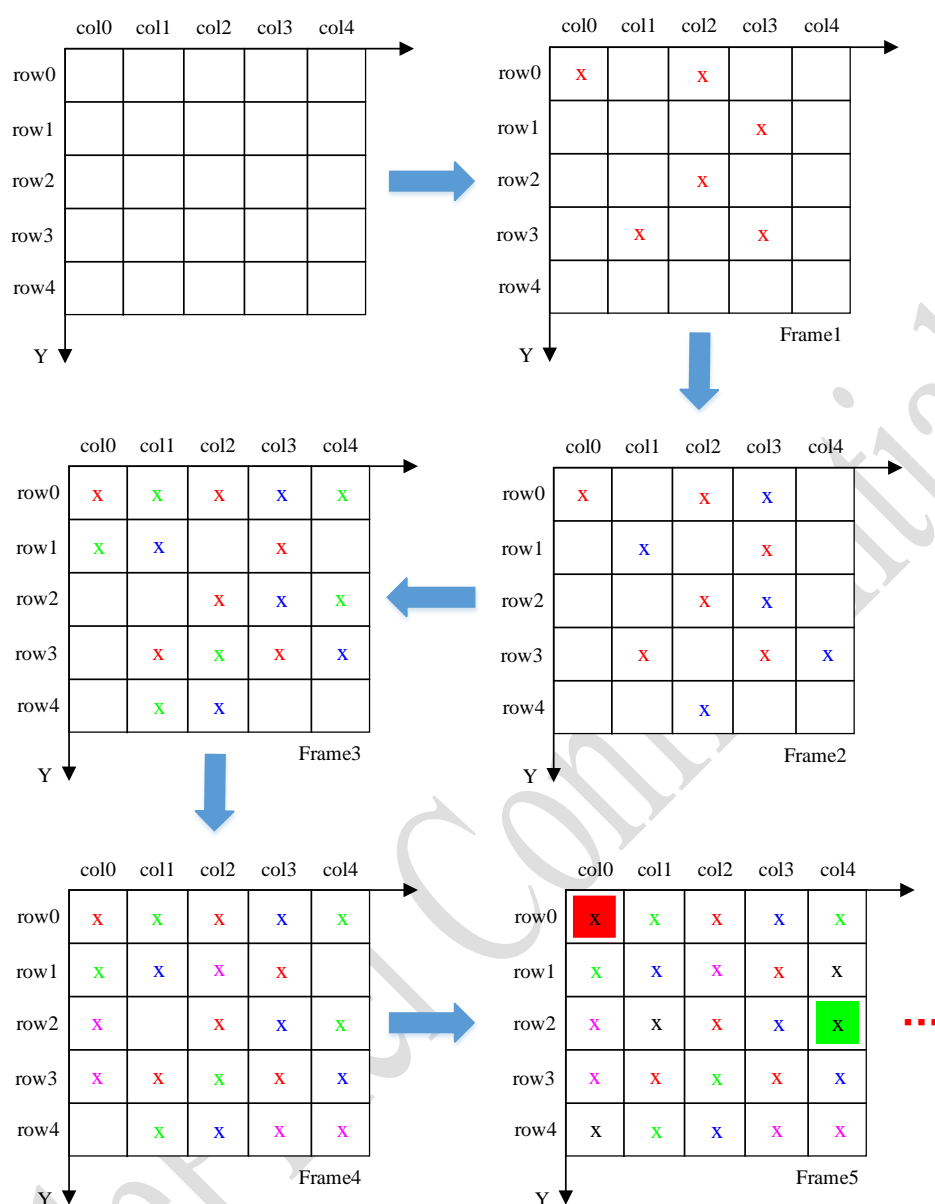 col0 col1 col2 col3 col4 col0 col1 col2 col3 col4
row0 row0 x x
row1 row1 x
row2 row2 x
row3 row3 x x
row4 row4
Frame1
Y Y
col0 col1 col2 col3 col4 col0 col1 col2 col3 col4
row0 x x x x x row0 x x x
row1 x x x row1 x x
row2 x x x row2 x x
row3 x x x x row3 x x x
row4 x x row4 x
Frame3 Frame2
Y Y
col0 col1 col2 col3 col4 col0 col1 col2 col3 col4
row0 x x x x x row0 x x x x x
row1 x x x x row1 x x x x x
row2 x x x x row2 x x x x x
row3 x x x x x row3 x x x x x
row4 x x x x row4 x x x x x
Frame4 Frame5
Y Y